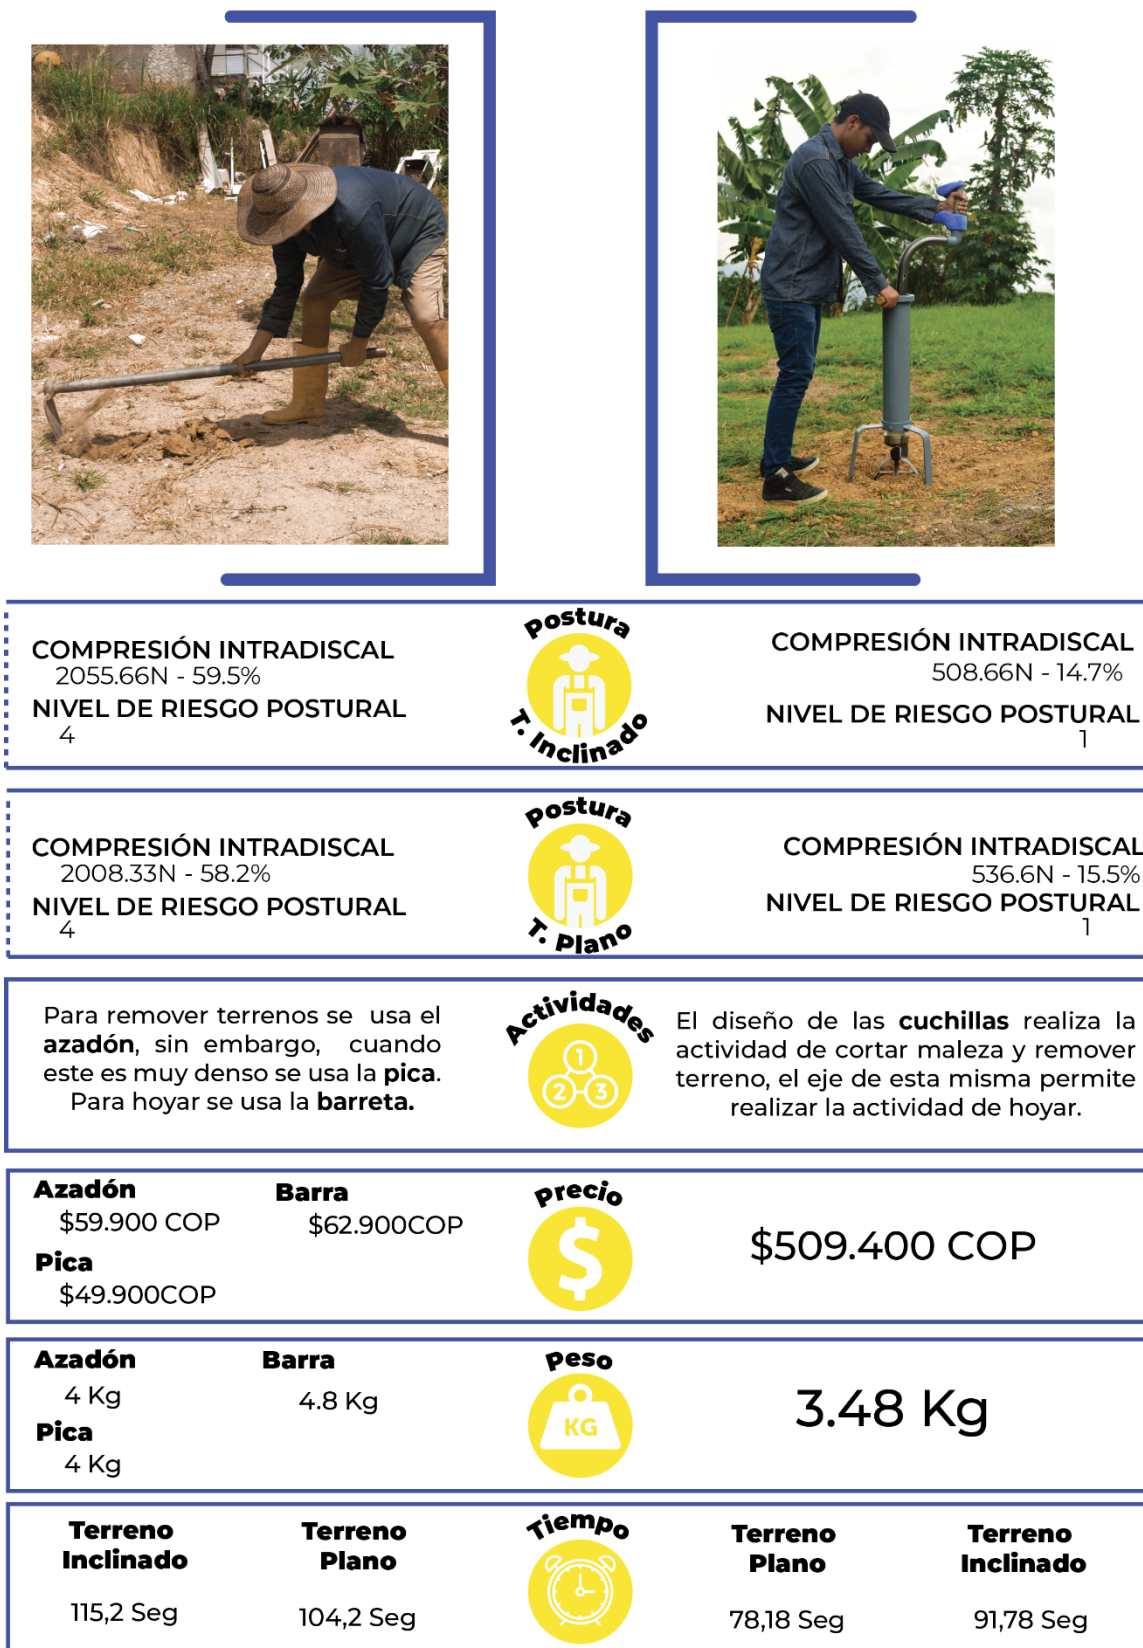 Postura
T. Inclinado
COMPRESIÓN INTRADISCAL
2055.66N - 59.5%
NIVEL DE RIESGO POSTURAL
4
COMPRESIÓN INTRADISCAL
508.66N - 14.7%
NIVEL DE RIESGO POSTURAL
1
Postura
T. Plano
COMPRESIÓN INTRADISCAL
2008.33N - 58.2%
NIVEL DE RIESGO POSTURAL
4
COMPRESIÓN INTRADISCAL
536.6N - 15.5%
NIVEL DE RIESGO POSTURAL
1
Actividades
1
2 3
Para remover terrenos se usa el
azadón, sin embargo, cuando
este es muy denso se usa la pica.
Para hoyar se usa la barreta.
El diseño de las cuchillas realiza la
actividad de cortar maleza y remover
terreno, el eje de esta misma permite
realizar la actividad de hoyar.
Precio
$
Azadón
$59.900 COP
Barra
$62.900COP
Pica
$49.900COP
$509.400 COP
Peso
KG
Azadón
4 Kg
Barra
4.8 Kg
Pica
4 Kg
3.48 Kg
Tiempo
Terreno
Inclinado
115,2 Seg
Terreno
Plano
104,2 Seg
Terreno
Plano
78,18 Seg
Terreno
Inclinado
91,78 Seg